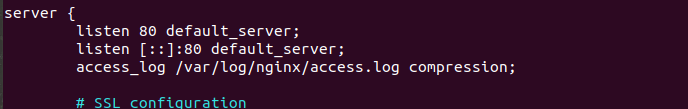 server {
listen 80 default_server;
listen [::]:80 default_server;
access_log /var/log/nginx/access.log compression;
# SSL configuration